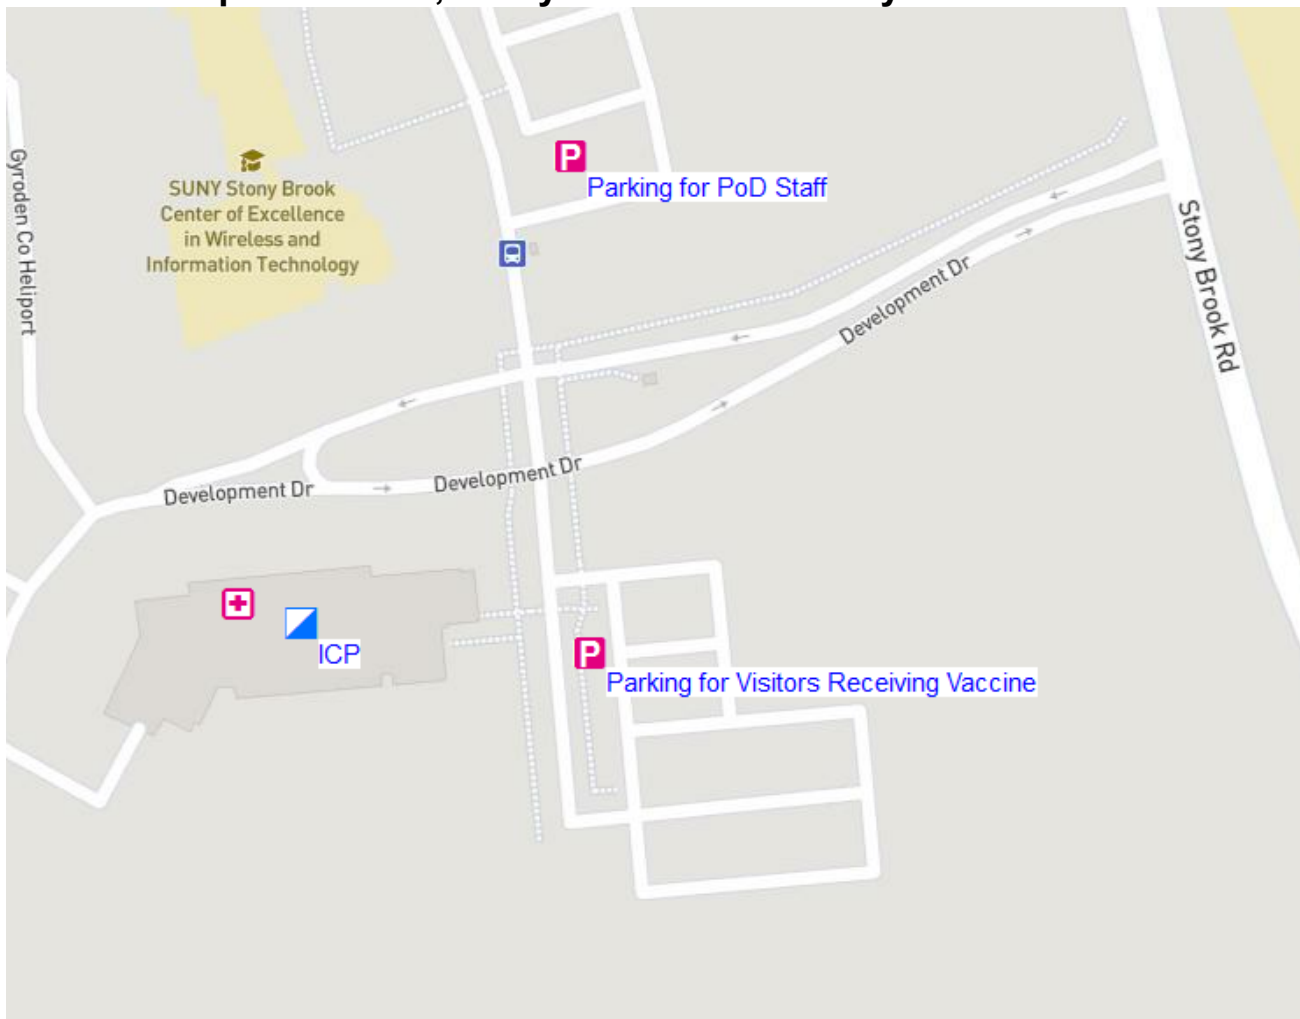 P
Parking for PoD Staff
SUNY Stony Brook
Center of Excellence
in Wireless and
Information Technology
Gyroden Co Heliport
Stony Brook Rd
Development Dr
Development Dr
Development Dr
ICP
P
Parking for Visitors Receiving Vaccine